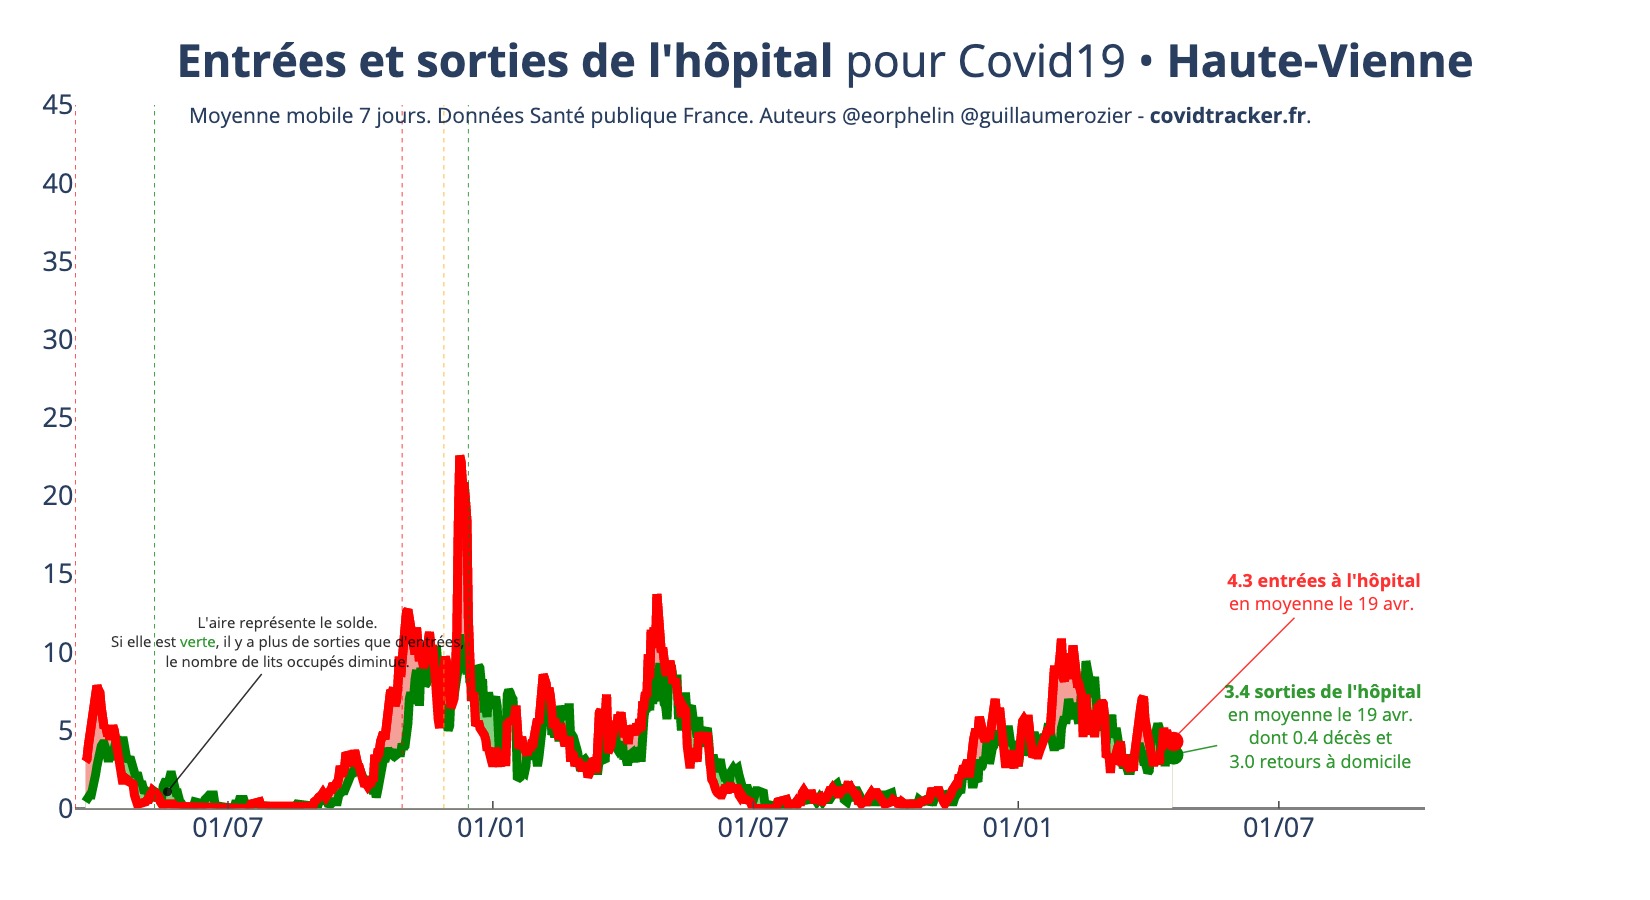 Entrées et sorties de l'hôpital pour Covid19 • Haute-Vienne
Moyenne mobile 7 jours. Données Santé publique France. Auteurs @eorphelin @guillaumerozier - covidtracker.fr.
45
40
35
30
25
20
15
10
5
0
L'aire représente le solde.
Si elle est verte, il y a plus de sorties que d'entrées,
le nombre de lits occupés diminue.
4.3 entrées à l'hôpital
en moyenne le 19 avr.
3.4 sorties de l'hôpital
en moyenne le 19 avr.
dont 0.4 décès et
3.0 retours à domicile
01/07
01/01
01/07
01/01
01/07